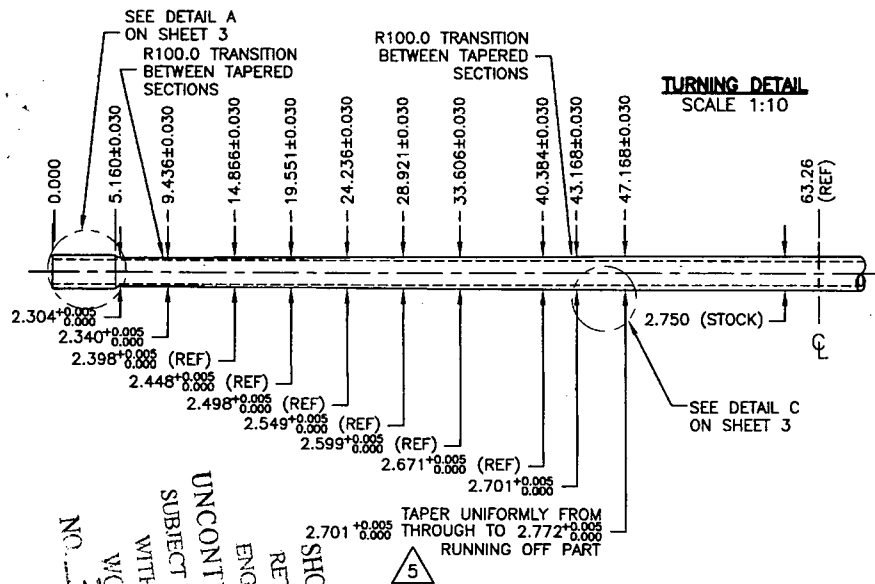 SEE DETAIL A
ON SHEET 3
R100.0 TRANSITION
BETWEEN TAPERED
SECTIONS
R100.0 TRANSITION
BETWEEN TAPERED
SECTIONS
TURNING DETAIL
SCALE 1:10
0.000
5.160±0.030
9.436±0.030
14.866±0.030
19.551±0.030
24.236±0.030
28.921±0.030
33.606±0.030
40.384±0.030
43.168±0.030
47.168±0.030
63.26
(REF)
2.304 +0.005 0.000
2.340 +0.005 0.000
2.398 +0.005 0.000 (REF)
2.448 +0.005 0.000 (REF)
2.498 +0.005 0.000 (REF)
2.549 +0.005 0.000 (REF)
2.599 +0.005 0.000 (REF)
2.671 +0.005 0.000 (REF)
2.701 +0.005 0.000
2.750 (STOCK)
SEE DETAIL C
ON SHEET 3
TAPER UNIFORMLY FROM
2.701 +0.005 0.000 THROUGH TO 2.772 +0.005 0.000
RUNNING OFF PART
5
SHO
RE
ENG
UNCONT
SUBJECT
WITH
WO
NO.